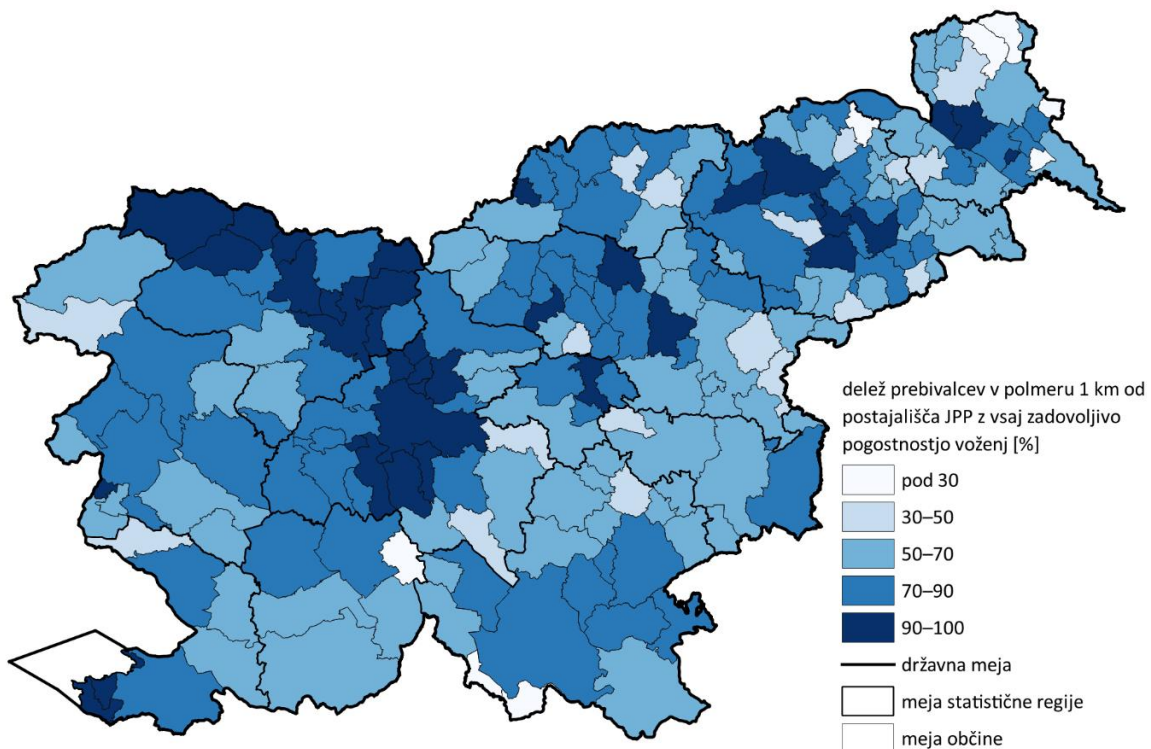 delež prebivalcev v polmeru 1 km od
postajališča JPP z vsaj zadovoljivo
pogostnostjo voženj [%]
pod 30
30–50
50–70
70–90
90–100
državna meja
meja statistične regije
meja občine